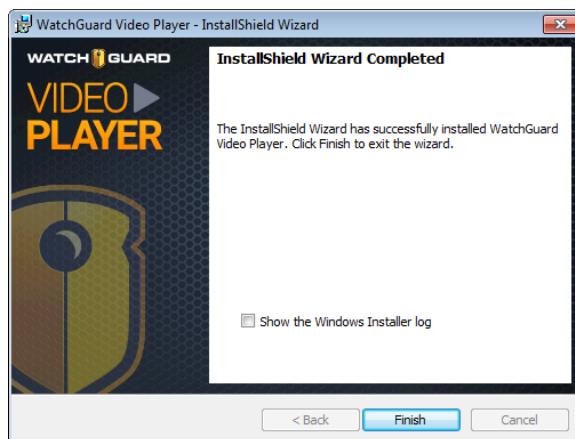 WatchGuard Video Player - InstallShield Wizard
WATCH GUARD
VIDEO
PLAYER
InstallShield Wizard Completed
The InstallShield Wizard has successfully installed WatchGuard
Video Player. Click Finish to exit the wizard.
Show the Windows Installer log
< Back
Finish
Cancel